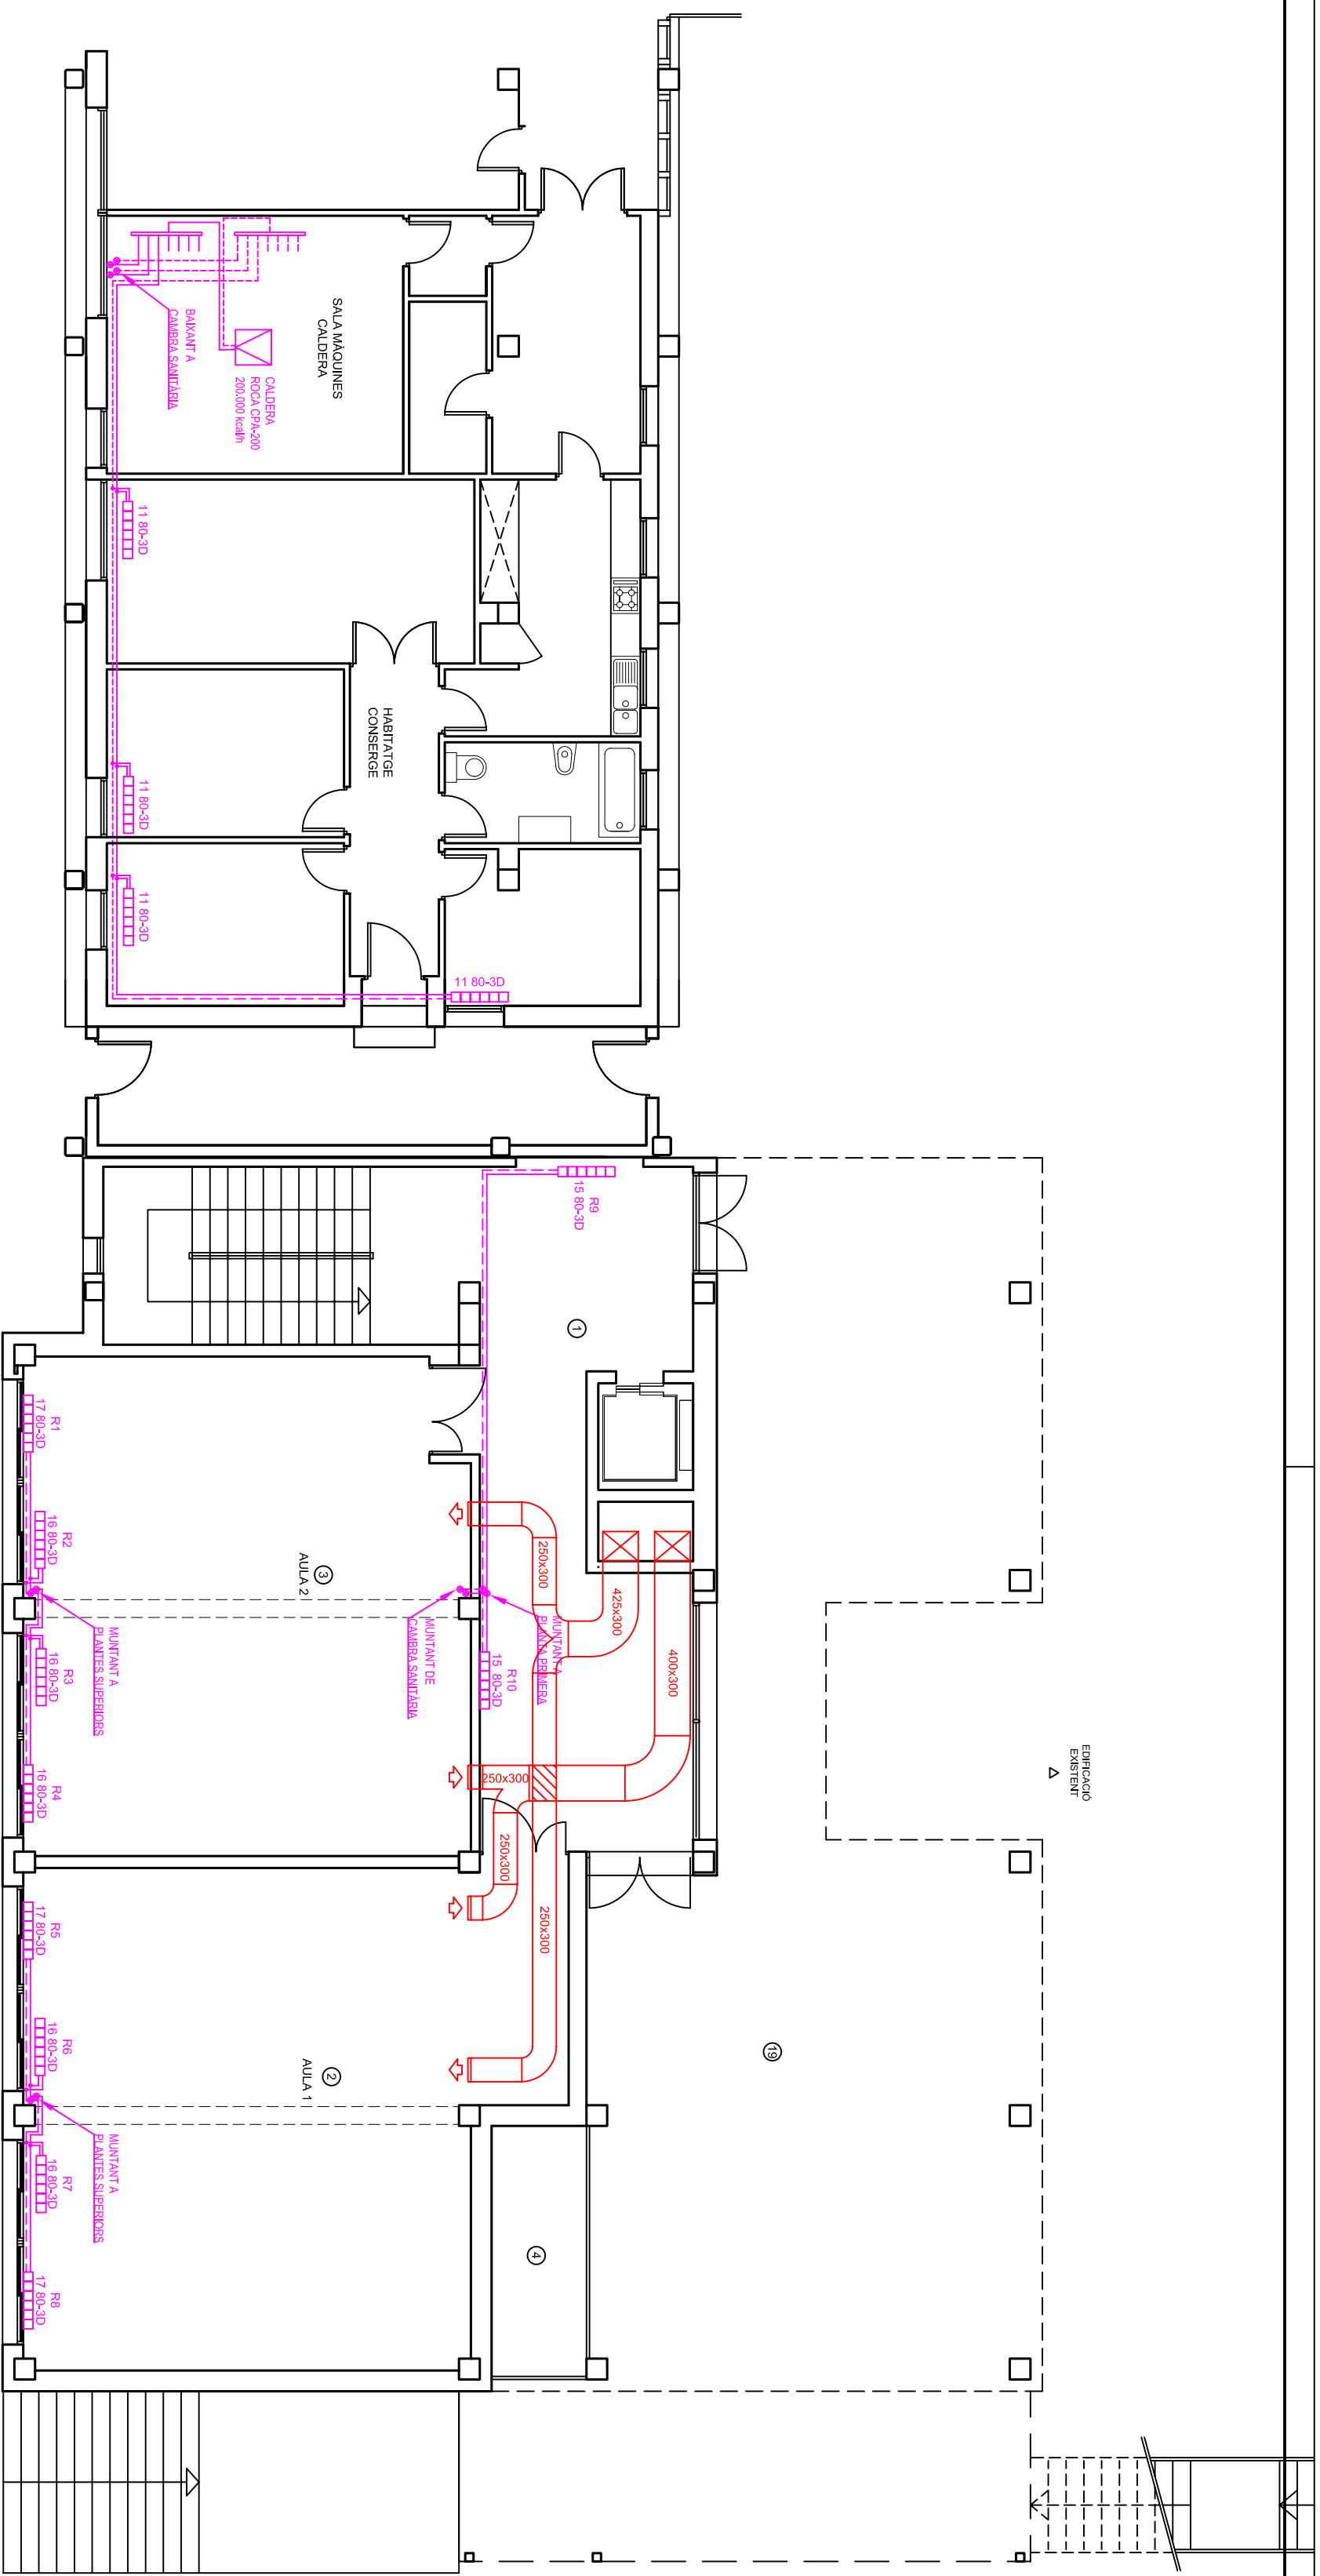 SALA MÀQUINES
CALDERA
BAIXANT A
CAMBRA SANITÀRIA
CALDERA
ROCA CPA-200
200.000 kcal/h
11 80-3D
HABITATGE
CONSERGE
11 80-3D
11 80-3D
11 80-3D
R9
15 80-3D
1
R1
17 80-3D
R2
16 80-3D
3
AULA 2
250x300
425x300
400x300
MUNTANT A
PLANTES SUPERIORS
MUNTANT DE
CAMBRA SANITÀRIA
MUNTANT A
PLANTA PRIMERA
R3
16 80-3D
R10
15 80-3D
R4
16 80-3D
250x300
250x300
250x300
EDIFICACIÓ
EXISTENT
R5
17 80-3D
R6
16 80-3D
2
AULA 1
19
MUNTANT A
PLANTES SUPERIORS
R7
16 80-3D
4
R8
17 80-3D